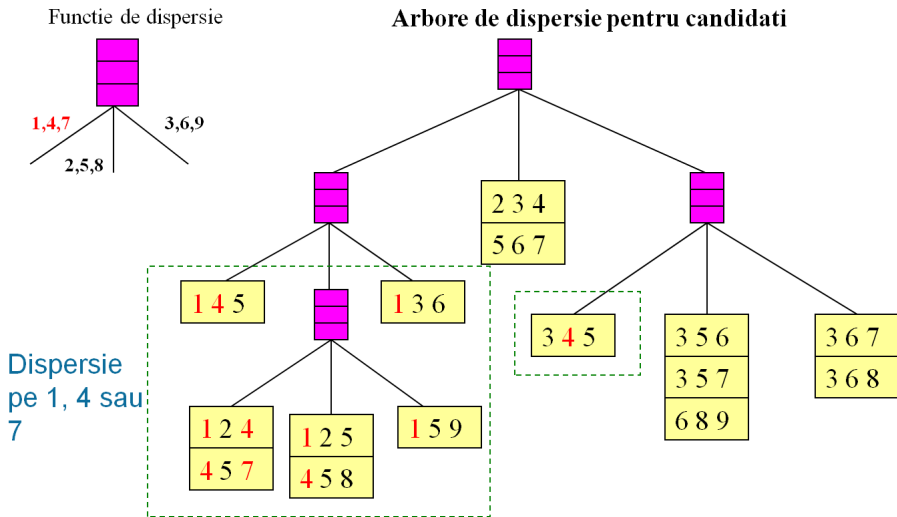 Functie de dispersie
Arbore de dispersie pentru candidati
1,4,7
3,6,9
2,5,8
2 3 4
5 6 7
1 4 5
1 3 6
3 4 5
3 5 6
3 5 7
6 8 9
3 6 7
3 6 8
Dispersie
pe 1, 4 sau
7
1 2 4
4 5 7
1 2 5
4 5 8
1 5 9